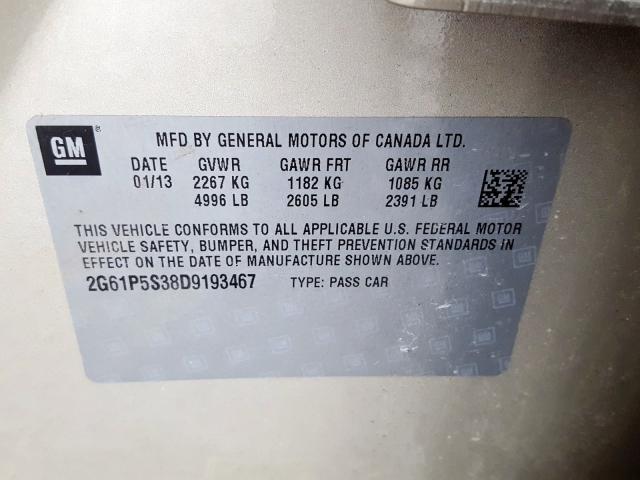 GM ®
MFD BY GENERAL MOTORS OF CANADA LTD.
DATE GVWR GAWR FRT GAWR RR
01/13 2267 KG 1182 KG 1085 KG
4996 LB 2605 LB 2391 LB
THIS VEHICLE CONFORMS TO ALL APPLICABLE U.S. FEDERAL MOTOR
VEHICLE SAFETY, BUMPER, AND THEFT PREVENTION STANDARDS
IN EFFECT ON THE DATE OF MANUFACTURE SHOWN ABOVE.
2G61P5S38D9193467 TYPE: PASS CAR